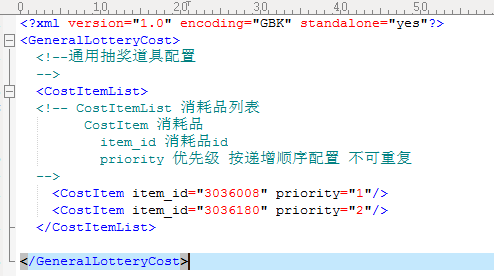 0 10 20 30 40 50
<?xml version="1.0" encoding="GBK" standalone="yes"?>
<GeneralLotteryCost>
<!--通用抽奖道具配置
-->
<CostItemList>
<!-- CostItemList 消耗品列表
CostItem 消耗品
item_id 消耗品id
priority 优先级 按递增顺序配置 不可重复
-->
<CostItem item_id="3036008" priority="1"/>
<CostItem item_id="3036180" priority="2"/>
</CostItemList>
</GeneralLotteryCost>